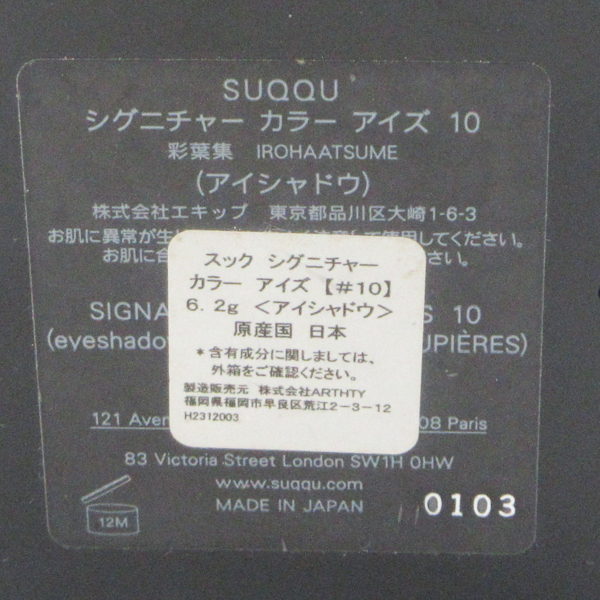 SUQQU
シグニチャー カラー アイズ 10
彩葉集 IROHAATSUME
(アイシャドウ)
株式会社エキップ 東京都品川区大崎1-6-3
お肌に異常が生じ 使用してください。
お肌に合 さい。
スック シグニチャー
カラー アイズ【#10】
6.2g <アイシャドウ>
原産国 日本
*含有成分に関しましては、
外箱をご確認ください。
製造販売元 株式会社ARTHTY
福岡県福岡市早良区荒江2-3-12
H2312003
SIGNA S 10
(eyeshado UPIÈRES)
121 Aven 08 Paris
83 Victoria Street London SW1H 0HW
www.suqqu.com
MADE IN JAPAN
12M
0103